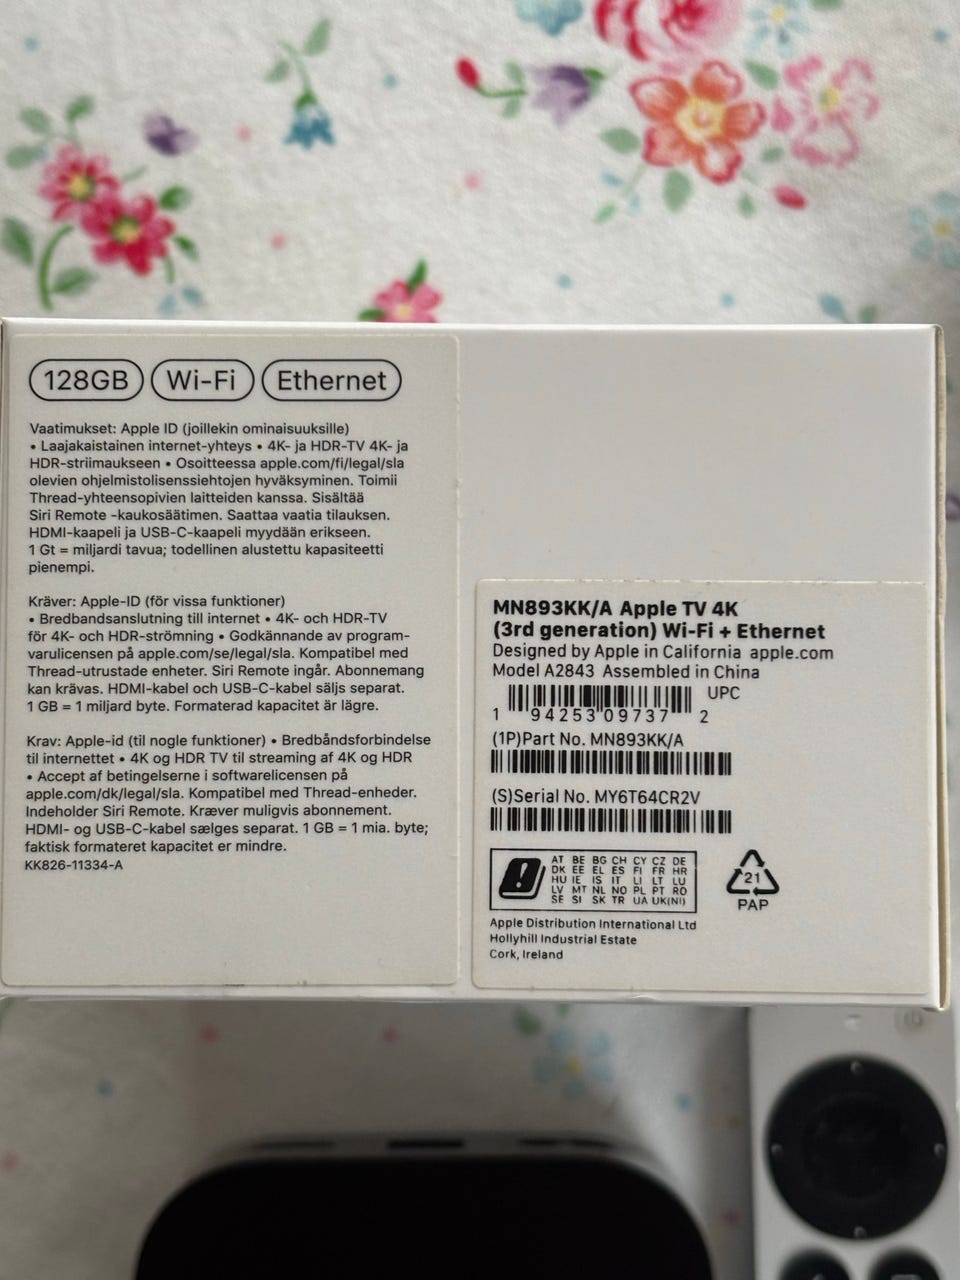 128GB Wi-Fi Ethernet
Vaatimukset: Apple ID (joillekin ominaisuuksille)
• Laajakaistainen internet-yhteys • 4K- ja HDR-TV 4K- ja
HDR-striimaukseen • Osoitteessa apple.com/fi/legal/sla
olevien ohjelmistolisenssiehtojen hyväksyminen. Toimii
Thread-yhteensopivien laitteiden kanssa. Sisältää
Siri Remote -kaukosäätimen. Saattaa vaatia tilauksen.
HDMI-kaapeli ja USB-C-kaapeli myydään erikseen.
1 Gt = miljardi tavua; todellinen alustettu kapasiteetti
pienempi.
Kräver: Apple-ID (för vissa funktioner)
• Bredbandsanslutning till internet • 4K- och HDR-TV
för 4K- och HDR-strömning • Godkännande av program-
varulicensen på apple.com/se/legal/sla. Kompatibel med
Thread-utrustade enheter. Siri Remote ingår. Abonnemang
kan krävas. HDMI-kabel och USB-C-kabel säljs separat.
1 GB = 1 miljard byte. Formaterad kapacitet är lägre.
Krav: Apple-id (til nogle funktioner) • Bredbåndsforbindelse
til internettet • 4K og HDR TV til streaming af 4K og HDR
• Accept af betingelserne i softwarelicensen på
apple.com/dk/legal/sla. Kompatibel med Thread-enheder.
Indeholder Siri Remote. Kræver muligvis abonnement.
HDMI- og USB-C-kabel sælges separat. 1 GB = 1 mia. byte;
faktisk formateret kapacitet er mindre.
KK826-11334-A
MN893KK/A Apple TV 4K
(3rd generation) Wi-Fi + Ethernet
Designed by Apple in California apple.com
Model A2843 Assembled in China
UPC
1 94253 09737 2
(1P)Part No. MN893KK/A
(S)Serial No. MY6T64CR2V
AT BE BG CH CY CZ DE
DK EE EL ES FI FR HR
HU IE IS IT LI LT LU
LV MT NL NO PL PT RO
SE SI SK TR UA UK(NI)
21
PAP
Apple Distribution International Ltd
Hollyhill Industrial Estate
Cork, Ireland